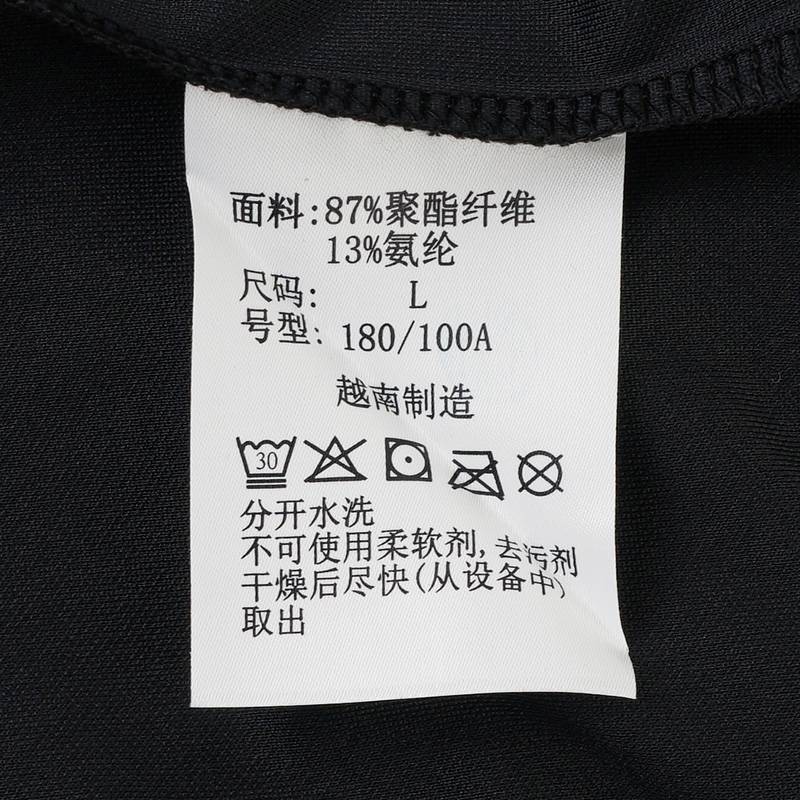 面料:87%聚酯纤维
13%氨纶
尺码: L
号型: 180/100A
越南制造
30
分开水洗
不可使用柔软剂,去污剂
干燥后尽快(从设备中)
取出